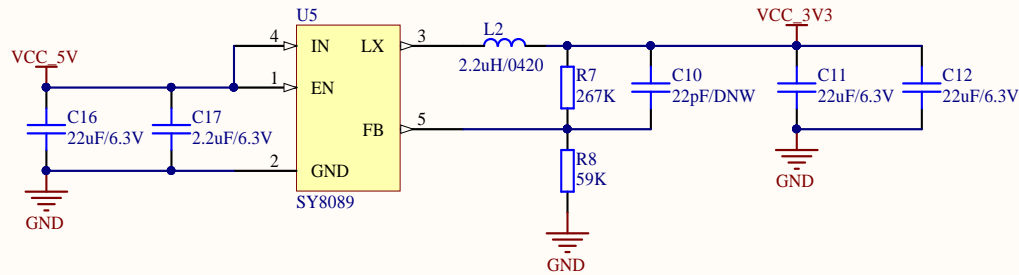 U5
VCC_5V
4
IN
LX
3
L2
2.2uH/0420
VCC_3V3
1
EN
R7
267K
C10
22pF/DNW
C11
22uF/6.3V
C12
22uF/6.3V
C16
22uF/6.3V
C17
2.2uF/6.3V
FB
5
2
GND
R8
59K
SY8089
GND
GND
GND